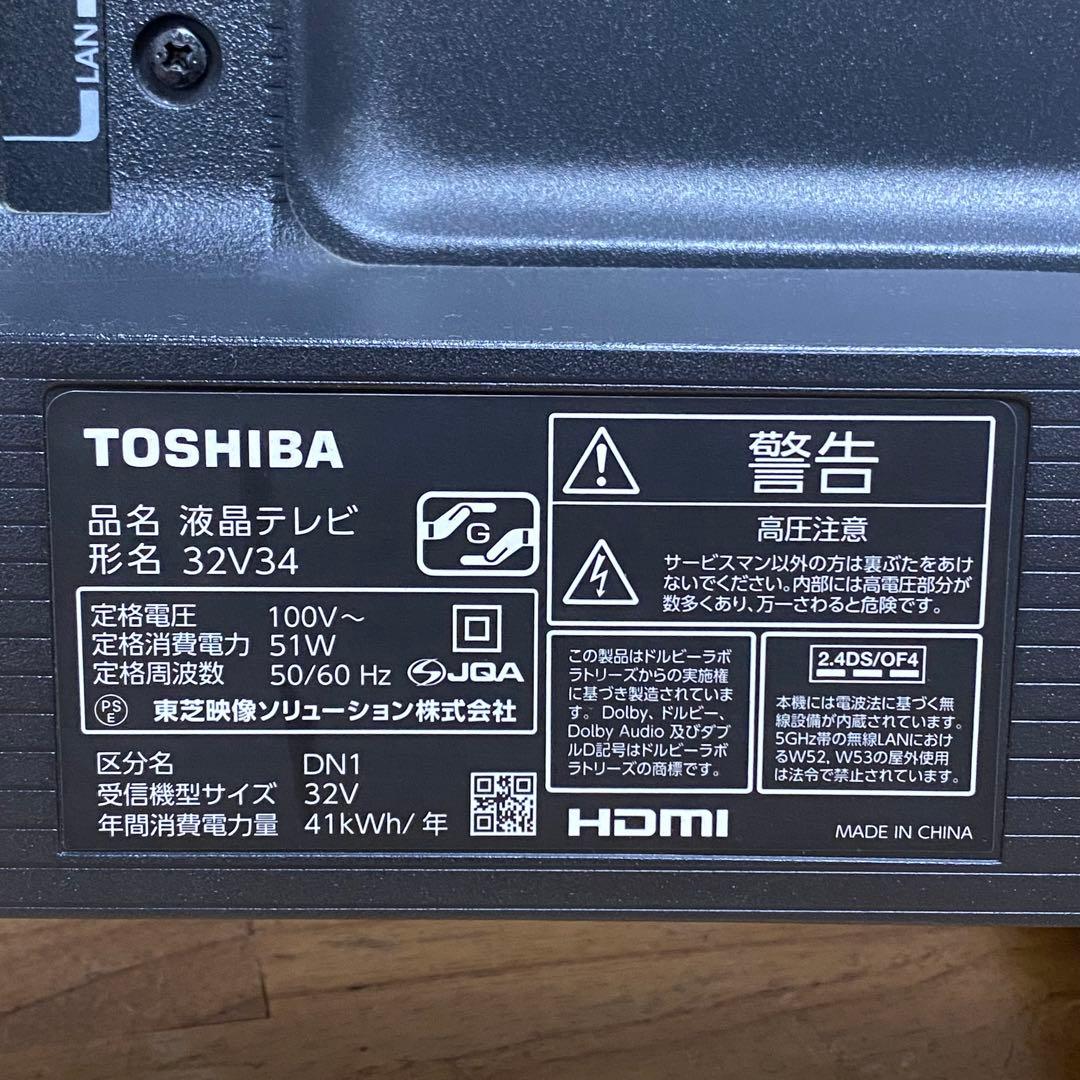 LAN
TOSHIBA
品名 液晶テレビ
形名 32V34
G
定格電圧 100V～
定格消費電力 51W
定格周波数 50/60 Hz
JQA
PS
E
東芝映像ソリューション株式会社
区分名 DN1
受信機型サイズ 32V
年間消費電力量 41kWh/年
警告
高圧注意
サービスマン以外の方は裏ぶたをあけ
ないでください。内部には高電圧部分が
数多くあり、万一さわると危険です。
この製品はドルビーラボ
ラトリーズからの実施権
に基づき製造されていま
す。Dolby、ドルビー、
Dolby Audio 及びダブ
ルD記号はドルビーラボ
ラトリーズの商標です。
2.4DS/OF4
本機には電波法に基づく無
線設備が内蔵されています。
5GHz帯の無線LANにおけ
るW52, W53の屋外使用
は法令で禁止されています。
HDMI
MADE IN CHINA